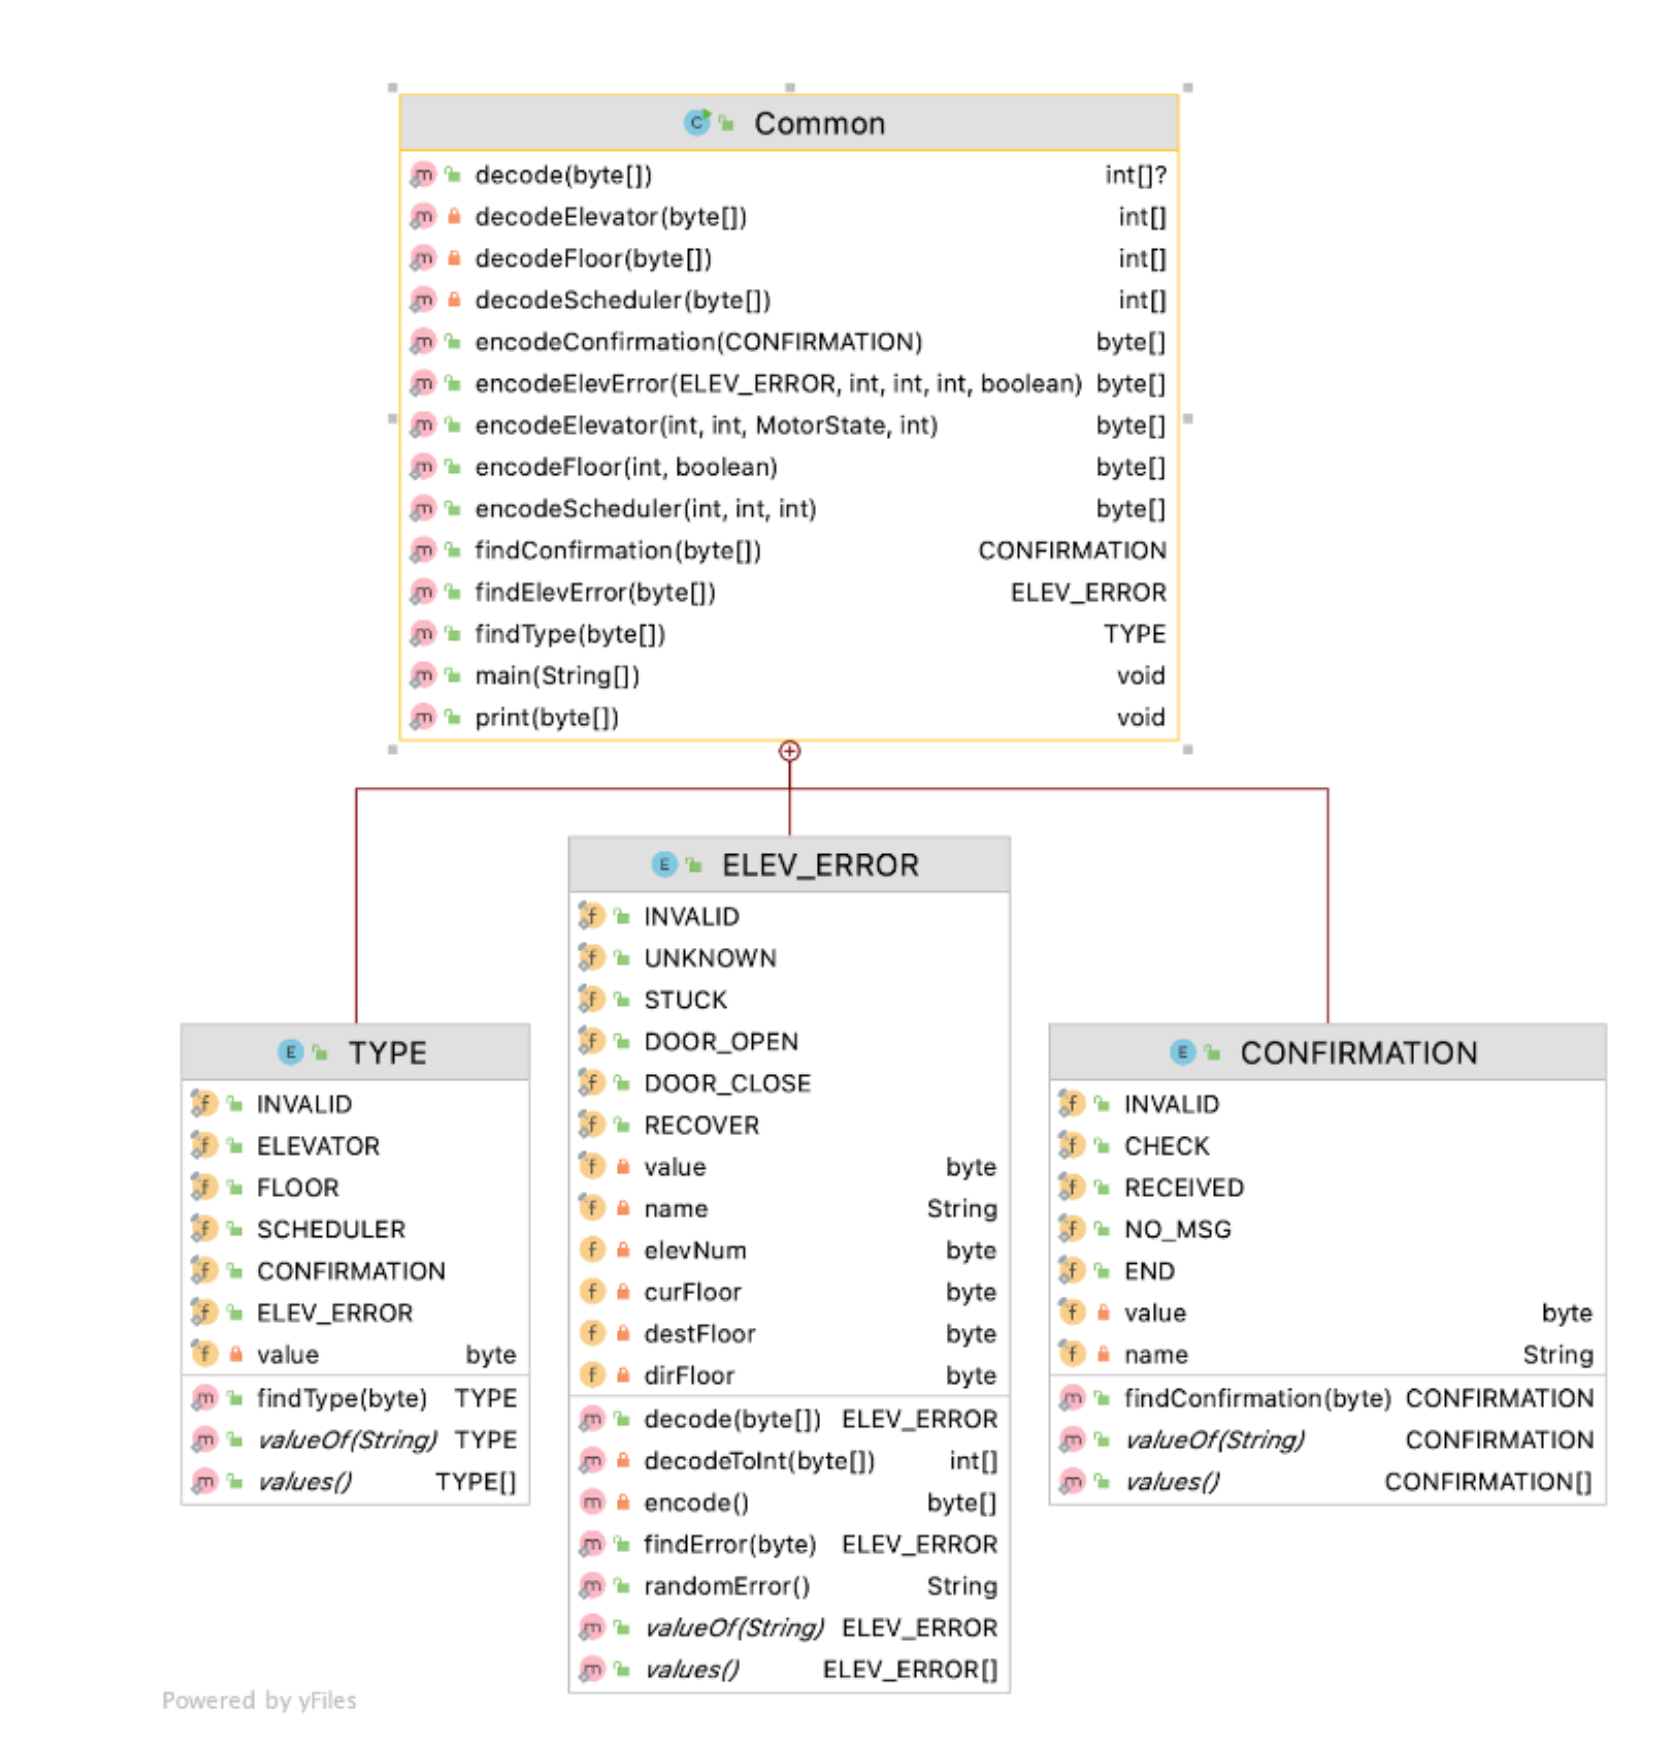 Common
decode(byte[]) int[]?
decodeElevator(byte[]) int[]
decodeFloor(byte[]) int[]
decodeScheduler(byte[]) int[]
encodeConfirmation(CONFIRMATION) byte[]
encodeElevError(ELEV_ERROR, int, int, int, boolean) byte[]
encodeElevator(int, int, MotorState, int) byte[]
encodeFloor(int, boolean) byte[]
encodeScheduler(int, int, int) byte[]
findConfirmation(byte[]) CONFIRMATION
findElevError(byte[]) ELEV_ERROR
findType(byte[]) TYPE
main(String[]) void
print(byte[]) void
TYPE
INVALID
ELEVATOR
FLOOR
SCHEDULER
CONFIRMATION
ELEV_ERROR
value byte
findType(byte) TYPE
valueOf(String) TYPE
values() TYPE[]
ELEV_ERROR
INVALID
UNKNOWN
STUCK
DOOR_OPEN
DOOR_CLOSE
RECOVER
value byte
name String
elevNum byte
curFloor byte
destFloor byte
dirFloor byte
decode(byte[]) ELEV_ERROR
decodeToInt(byte[]) int[]
encode() byte[]
findError(byte) ELEV_ERROR
randomError() String
valueOf(String) ELEV_ERROR
values() ELEV_ERROR[]
CONFIRMATION
INVALID
CHECK
RECEIVED
NO_MSG
END
value byte
name String
findConfirmation(byte) CONFIRMATION
valueOf(String) CONFIRMATION
values() CONFIRMATION[]
Powered by yFiles